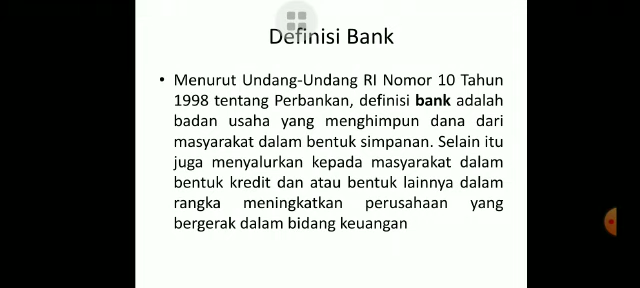 Definisi Bank
• Menurut Undang-Undang RI Nomor 10 Tahun
1998 tentang Perbankan, definisi bank adalah
badan usaha yang menghimpun dana dari
masyarakat dalam bentuk simpanan. Selain itu
juga menyalurkan kepada masyarakat dalam
bentuk kredit dan atau bentuk lainnya dalam
rangka meningkatkan perusahaan yang
bergerak dalam bidang keuangan